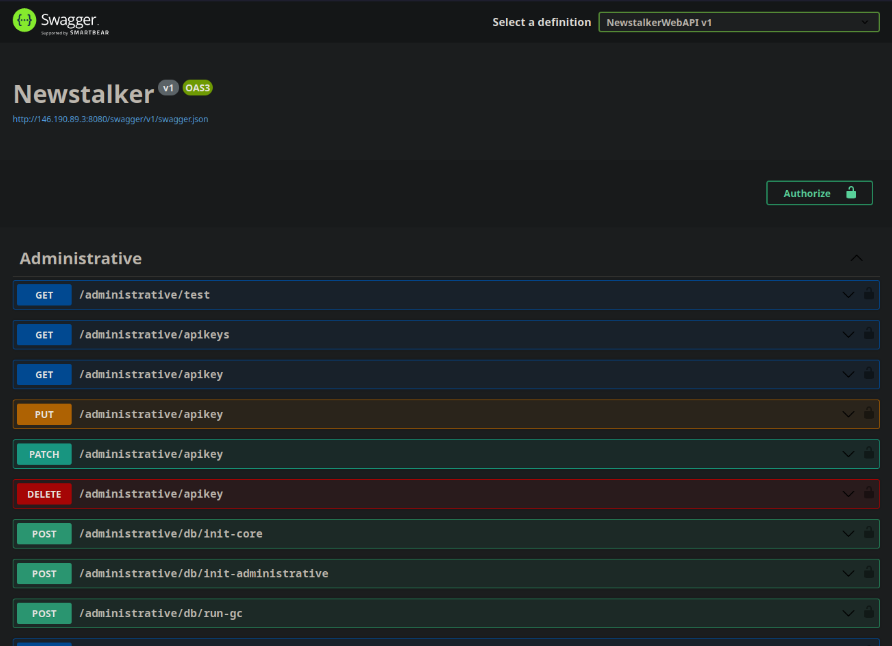 Swagger.
Supported by SMARTBEAR
Select a definition
NewstalkerWebAPI v1
Newstalker v1 OAS3
http://146.190.89.3:8080/swagger/v1/swagger.json
Authorize
Administrative
GET /administrative/test
GET /administrative/apikeys
GET /administrative/apikey
PUT /administrative/apikey
PATCH /administrative/apikey
DELETE /administrative/apikey
POST /administrative/db/init-core
POST /administrative/db/init-administrative
POST /administrative/db/run-gc